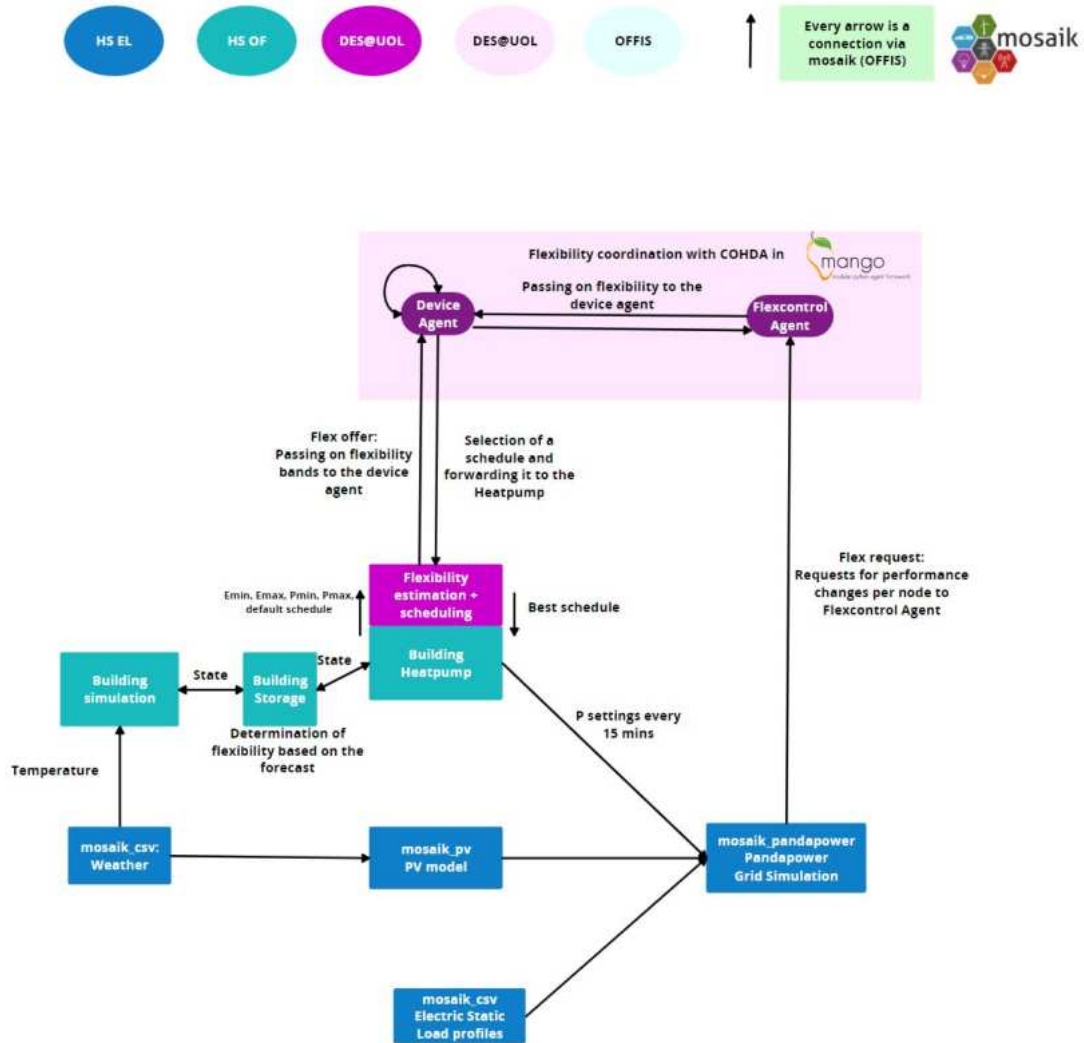 HS EL
HS OF
DES@UOL
DES@UOL
OFFIS
Every arrow is a
connection via
mosaik (OFFIS)
mosaik
Flexibility coordination with COHDA in
mango
modular python agent framework
Passing on flexibility to the
device agent
Device
Agent
Flexcontrol
Agent
Flex offer:
Passing on flexibility
bands to the device
agent
Selection of a
schedule and
forwarding it to the
Heatpump
Flex request:
Requests for performance
changes per node to
Flexcontrol Agent
Emin, Emax, Pmin, Pmax,
default schedule
Flexibility
estimation +
scheduling
Best schedule
Building
Heatpump
Building
simulation
State
Building
Storage
State
Determination of
flexibility based on the
forecast
P settings every
15 mins
Temperature
mosaik_csv:
Weather
mosaik_pv
PV model
mosaik_pandapower
Pandapower
Grid Simulation
mosaik_csv
Electric Static
Load profiles